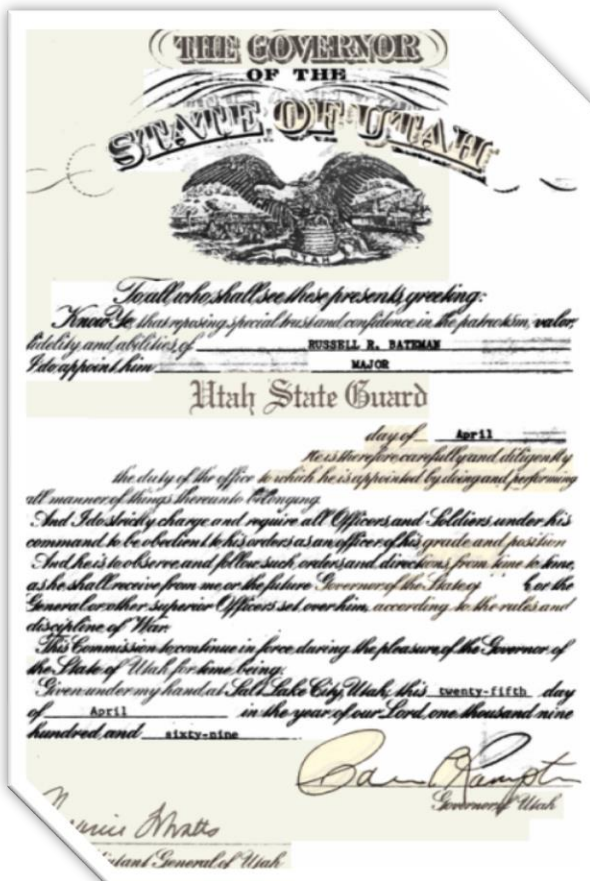 THE GOVERNOR
OF THE
STATE OF UTAH
UTAH
To all who shall see these presents greeting:
Know Ye, that reposing special trust and confidence in the patriotism, valor,
fidelity and abilities, of RUSSELL R. BATEMAN
I do appoint him MAJOR
Utah State Guard
day of April
He is therefore, carefully and diligently
the duty of the office to which he is appointed by doing and performing
all manner of things thereunto belonging.
And I do strictly charge and require all Officers, and Soldiers, under his
command, to be obedient to his orders as an officer of his grade and position
And he is to observe and follow such, orders and directions, from time to time,
as he shall receive from me, or the future Governor of the State of or the
General or other superior Officers set over him, according to the rules and
discipline of War.
This Commission to continue in force during the pleasure of the Governor of
the State of Utah, for time being.
Given under my hand, at Salt Lake City, Utah, this twenty-fifth day
of April in the year of our Lord, one thousand nine
hundred, and sixty-nine
Governor of Utah
Watts
General of Utah